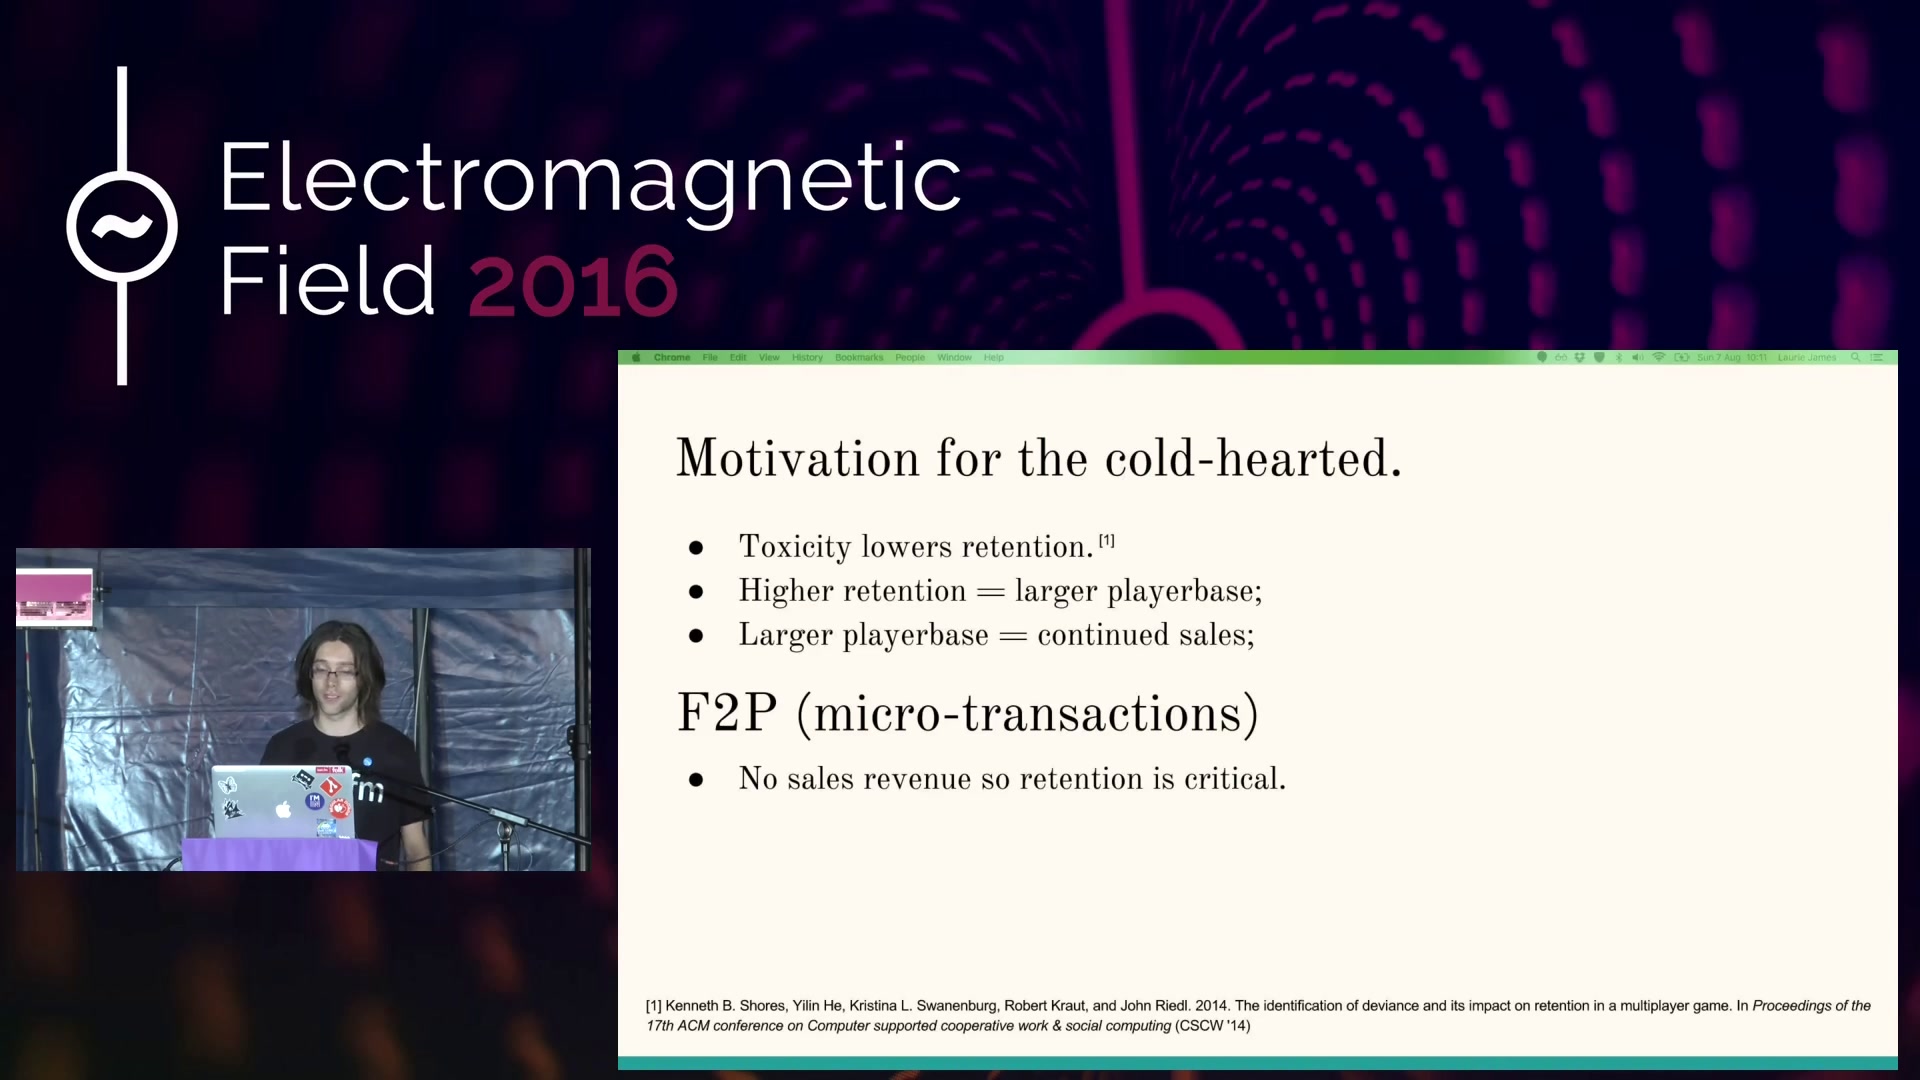 Electromagnetic
Field 2016
Chrome File Edit View History Bookmarks People Window Help
Sun 7 Aug 10:11 Laurie James
Motivation for the cold-hearted.
● Toxicity lowers retention.[1]
● Higher retention = larger playerbase;
● Larger playerbase = continued sales;
F2P (micro-transactions)
● No sales revenue so retention is critical.
[1] Kenneth B. Shores, Yilin He, Kristina L. Swanenburg, Robert Kraut, and John Riedl. 2014. The identification of deviance and its impact on retention in a multiplayer game. In Proceedings of the
17th ACM conference on Computer supported cooperative work & social computing (CSCW '14)
fm